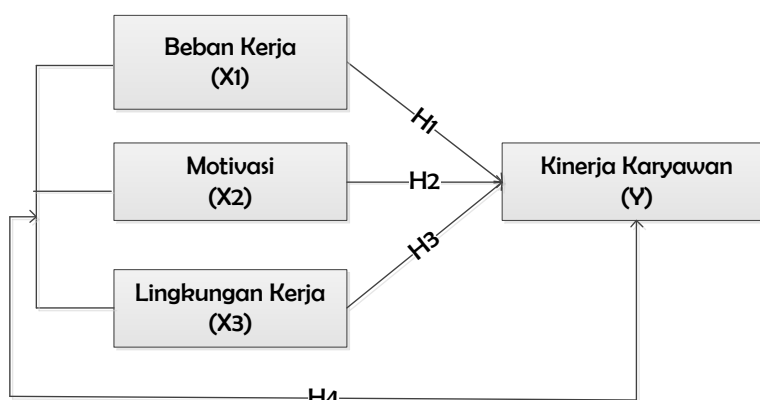 Beban Kerja
(X1)
H1
Motivasi
(X2)
H2
Kinerja Karyawan
(Y)
H3
Lingkungan Kerja
(X3)
H4